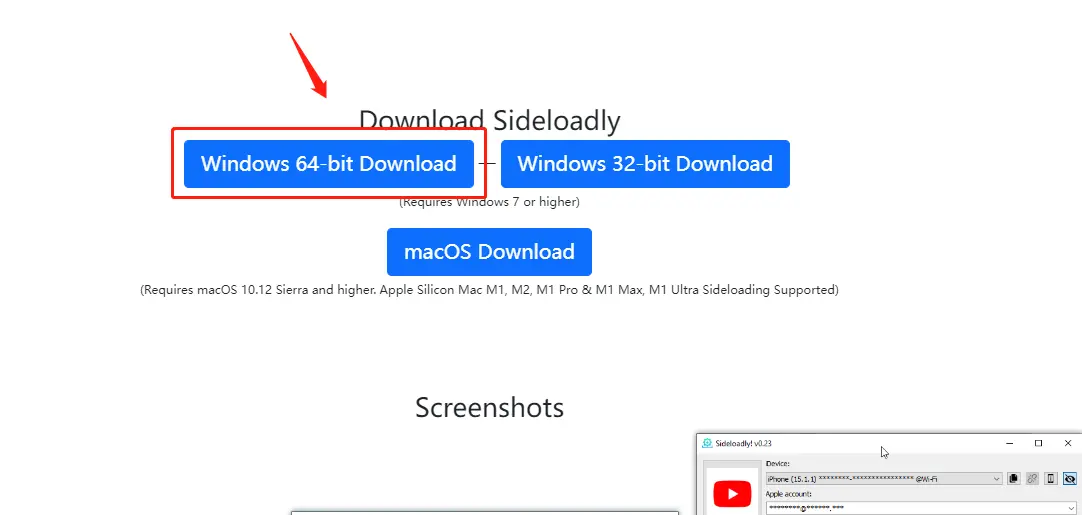 Download Sideloadly
Windows 64-bit Download — Windows 32-bit Download
(Requires Windows 7 or higher)
macOS Download
(Requires macOS 10.12 Sierra and higher. Apple Silicon Mac M1, M2, M1 Pro & M1 Max, M1 Ultra Sideloading Supported)
Screenshots
Sideloadly! v0.23
iDevice:
iPhone (15.1.1) ********-**************** @Wi-Fi
Apple account:
********@******.***